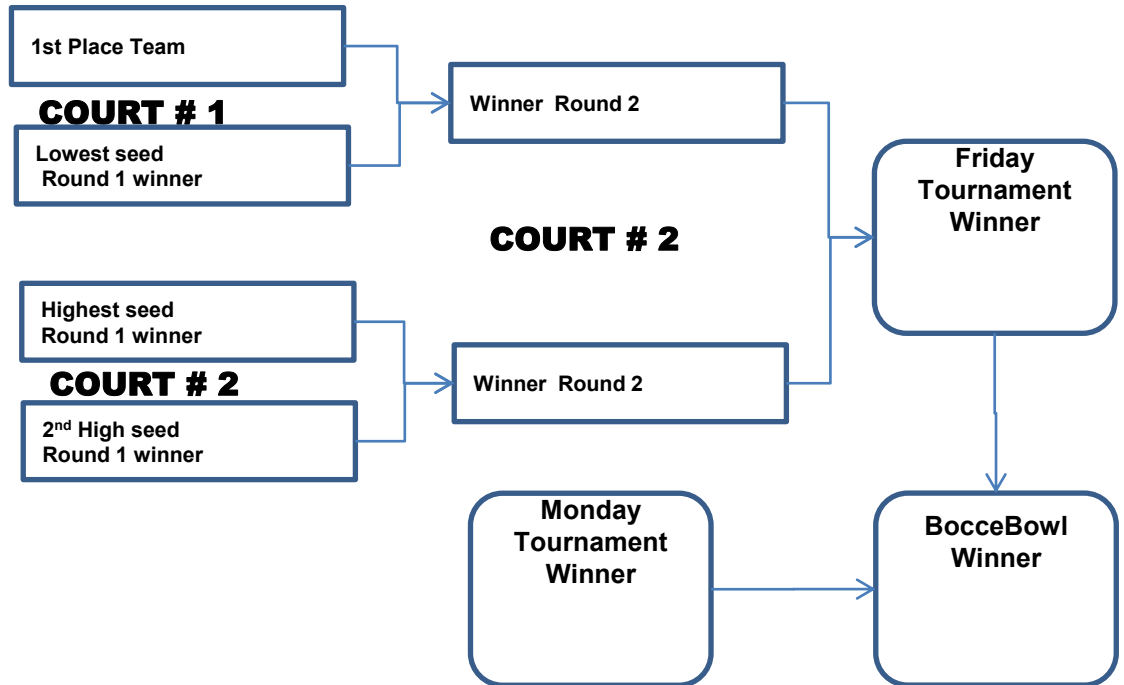 1st Place Team
COURT # 1
Lowest seed
Round 1 winner
Winner Round 2
Friday
Tournament
Winner
COURT # 2
Highest seed
Round 1 winner
COURT # 2
2nd High seed
Round 1 winner
Winner Round 2
Monday
Tournament
Winner
BocceBowl
Winner